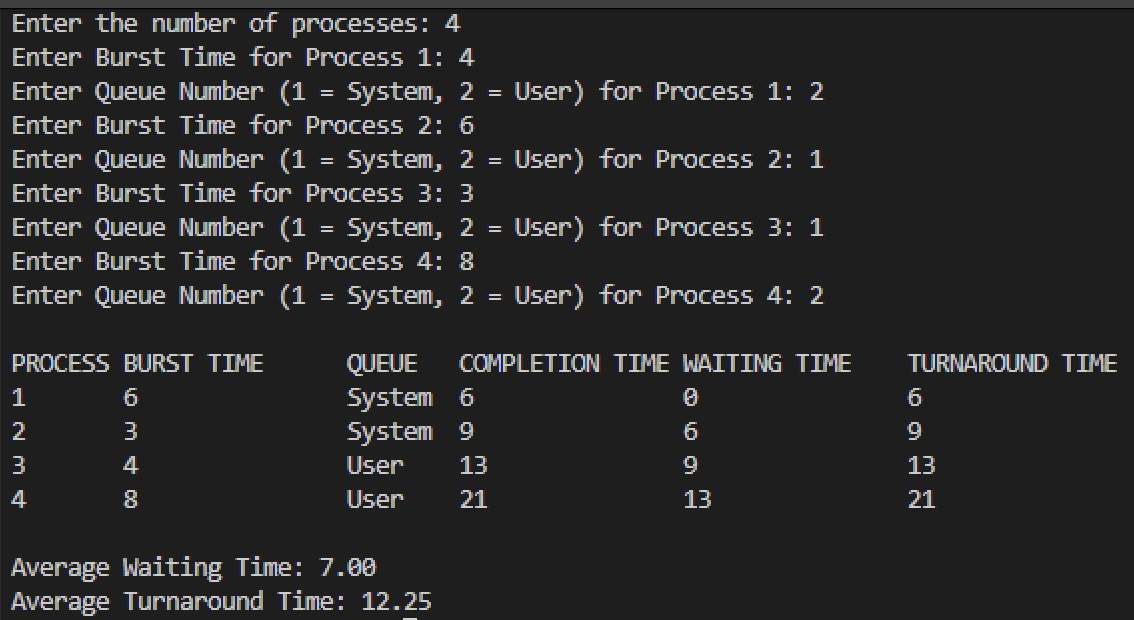 Enter the number of processes: 4
Enter Burst Time for Process 1: 4
Enter Queue Number (1 = System, 2 = User) for Process 1: 2
Enter Burst Time for Process 2: 6
Enter Queue Number (1 = System, 2 = User) for Process 2: 1
Enter Burst Time for Process 3: 3
Enter Queue Number (1 = System, 2 = User) for Process 3: 1
Enter Burst Time for Process 4: 8
Enter Queue Number (1 = System, 2 = User) for Process 4: 2

PROCESS BURST TIME      QUEUE   COMPLETION TIME WAITING TIME    TURNAROUND TIME
1       6               System  6               0               6
2       3               System  9               6               9
3       4               User    13              9               13
4       8               User    21              13              21

Average Waiting Time: 7.00
Average Turnaround Time: 12.25